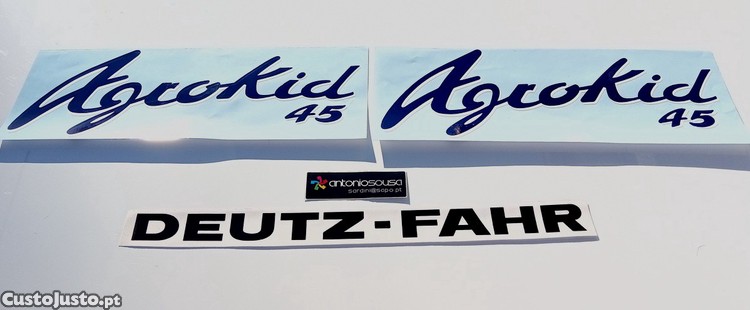 AgroKid
45
AgroKid
45
antoniosousa
sardini@sapo.pt
DEUTZ-FAHR
CustoJusto.pt